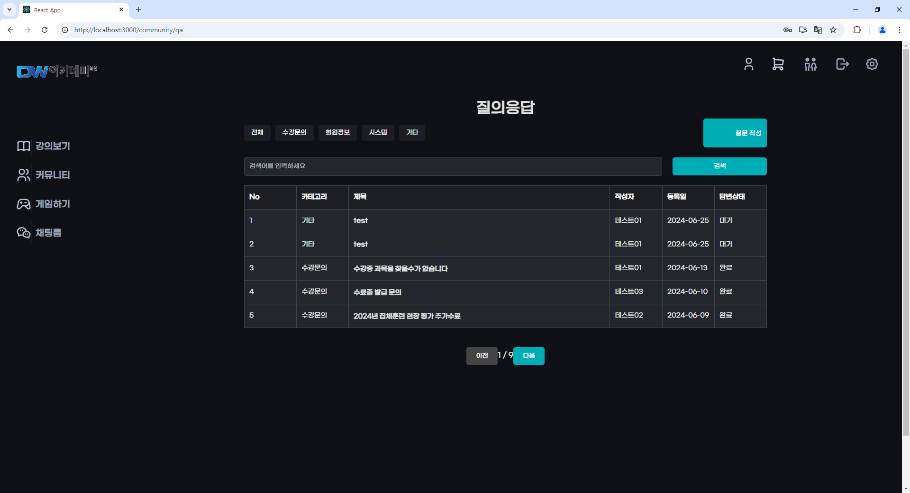 React App
http://localhost:3000/community/qa
DW아카데미
질의응답
전체 수강문의 회원정보 시스템 기타 질문 작성
강의보기
커뮤니티
게임하기
채팅룸
검색어를 입력하세요 검색
No 카테고리 제목 작성자 등록일 답변상태
1 기타 test 테스트01 2024-06-25 대기
2 기타 test 테스트01 2024-06-25 대기
3 수강문의 수강중 과목을 찾을수가 없습니다 테스트01 2024-06-13 완료
4 수강문의 수료증 발급 문의 테스트03 2024-06-10 완료
5 수강문의 2024년 집체훈련 현장 평가 추가수료 테스트02 2024-06-09 완료
이전 1 / 9 다음